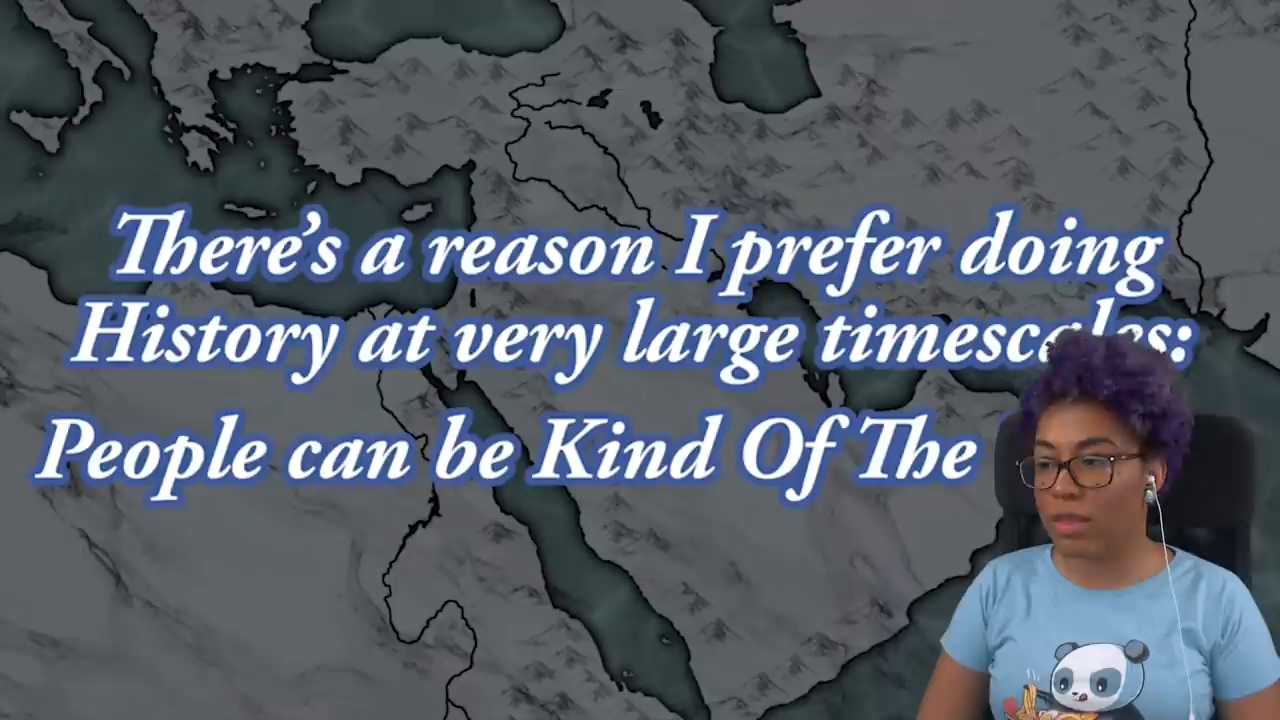 There's a reason I prefer doing
History at very large timescales:
People can be Kind Of The